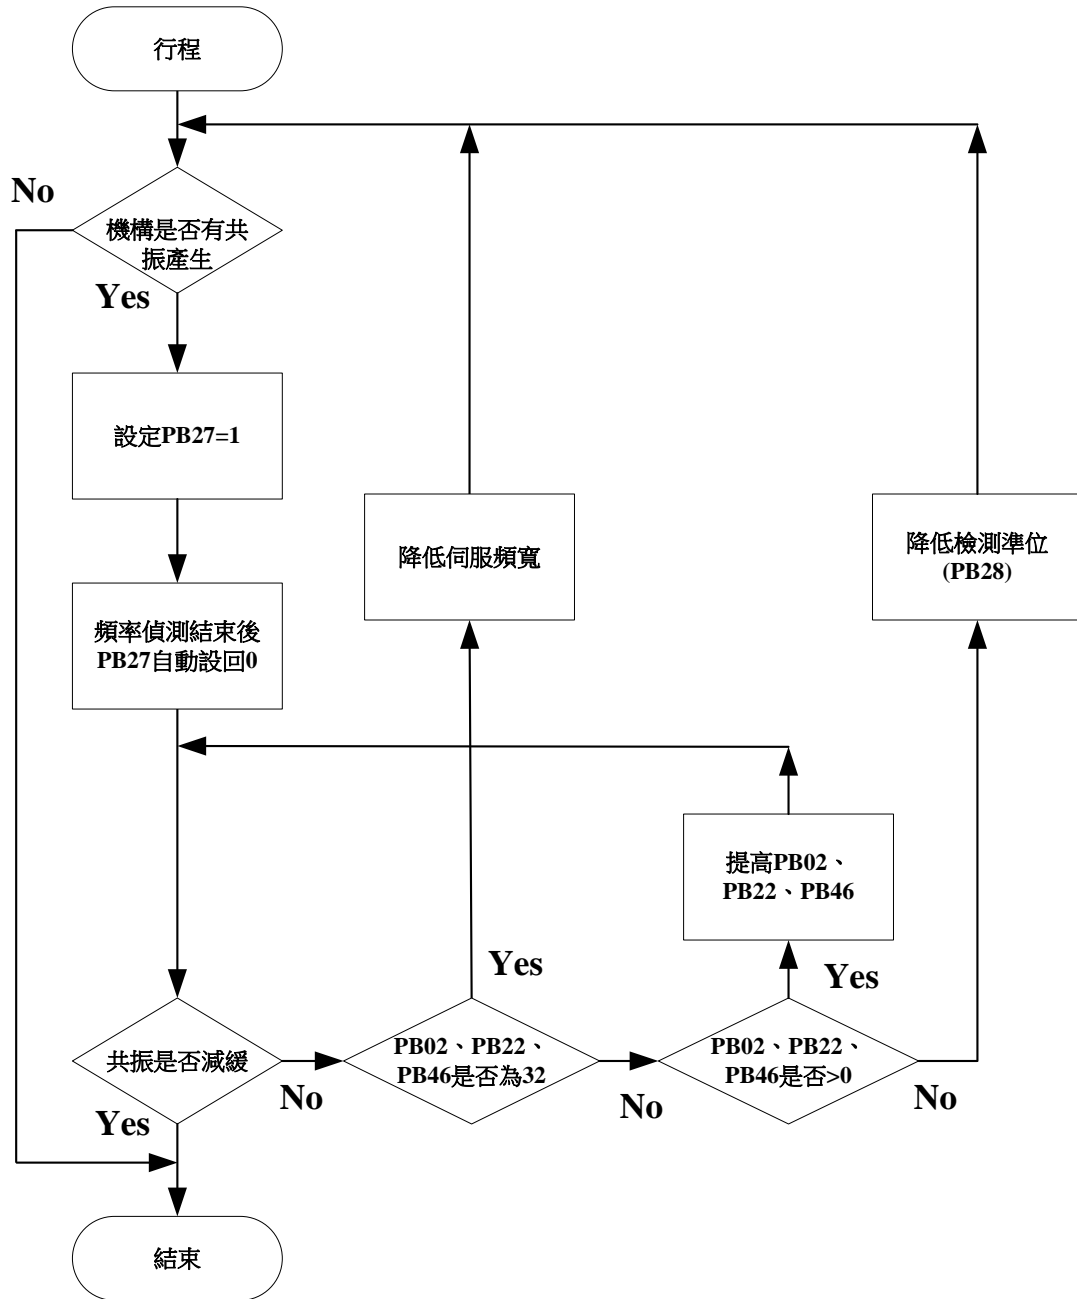 行程
No
機構是否有共
振產生
Yes
設定PB27=1
降低伺服頻寬
降低檢測準位
(PB28)
頻率偵測結束後
PB27自動設回0
提高PB02、
PB22、PB46
Yes
Yes
共振是否減緩
No
PB02、PB22、
PB46是否為32
No
PB02、PB22、
PB46是否>0
No
Yes
結束